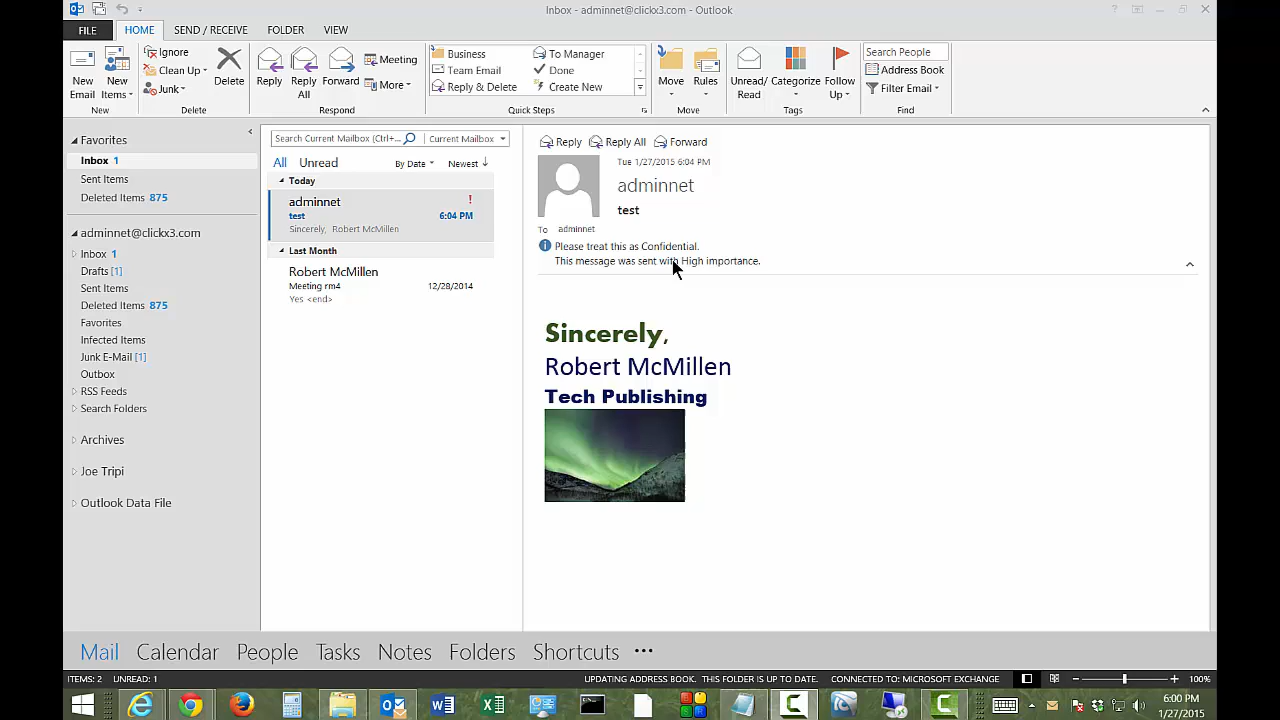 Inbox - adminnet@clickx3.com - Outlook
FILE HOME SEND / RECEIVE FOLDER VIEW
New Email
New Items
New
Ignore
Clean Up
Junk
Delete
Delete
Reply
Reply All
Forward
Meeting
More
Respond
Business
Team Email
Reply & Delete
To Manager
Done
Create New
Quick Steps
Move
Rules
Move
Unread/ Read
Categorize
Follow Up
Tags
Search People
Address Book
Filter Email
Find
Favorites
Inbox 1
Sent Items
Deleted Items 875
adminnet@clickx3.com
Inbox 1
Drafts [1]
Sent Items
Deleted Items 875
Favorites
Infected Items
Junk E-Mail [1]
Outbox
RSS Feeds
Search Folders
Archives
Joe Tripi
Outlook Data File
Search Current Mailbox (Ctrl+... Current Mailbox
All Unread By Date Newest
Today
adminnet !
test 6:04 PM
Sincerely, Robert McMillen
Last Month
Robert McMillen
Meeting rm4 12/28/2014
Yes <end>
Reply Reply All Forward
Tue 1/27/2015 6:04 PM
adminnet
test
To adminnet
Please treat this as Confidential.
This message was sent with High importance.
Sincerely,
Robert McMillen
Tech Publishing
Mail Calendar People Tasks Notes Folders Shortcuts •••
ITEMS: 2 UNREAD: 1 UPDATING ADDRESS BOOK. THIS FOLDER IS UP TO DATE. CONNECTED TO: MICROSOFT EXCHANGE 100%
6:00 PM
1/27/2015